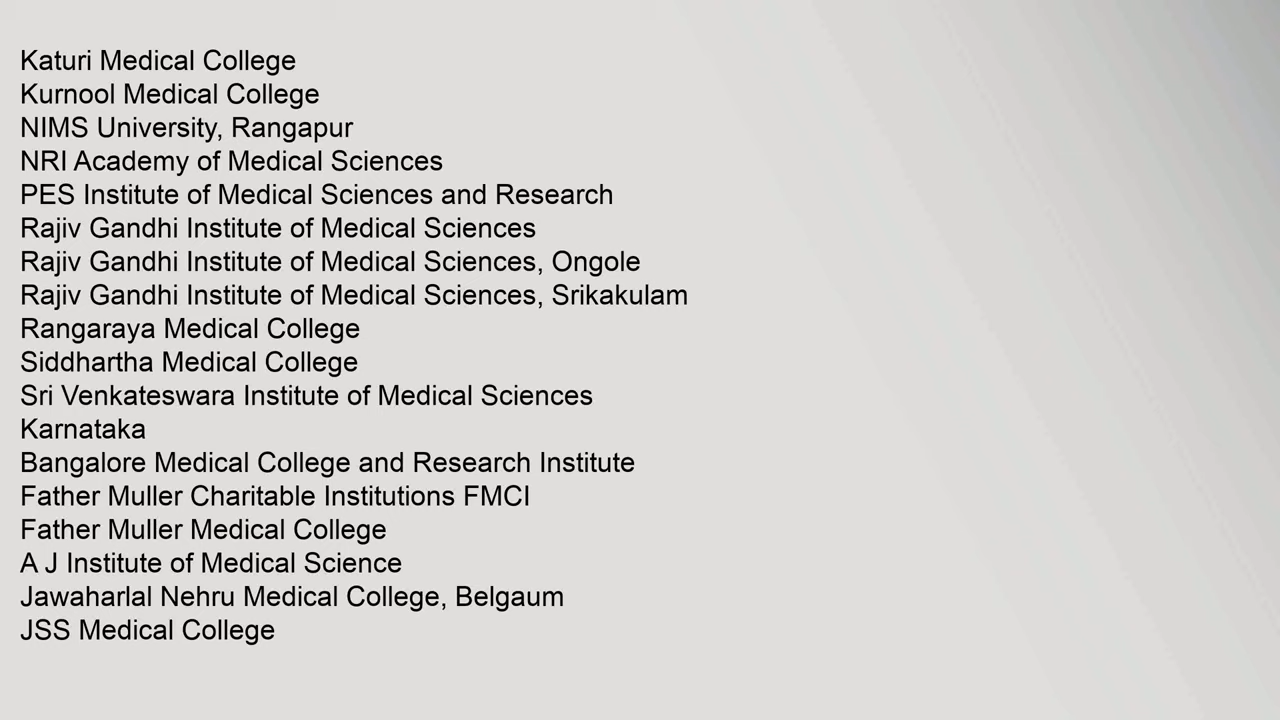 Katuri Medical College
Kurnool Medical College
NIMS University, Rangapur
NRI Academy of Medical Sciences
PES Institute of Medical Sciences and Research
Rajiv Gandhi Institute of Medical Sciences
Rajiv Gandhi Institute of Medical Sciences, Ongole
Rajiv Gandhi Institute of Medical Sciences, Srikakulam
Rangaraya Medical College
Siddhartha Medical College
Sri Venkateswara Institute of Medical Sciences
Karnataka
Bangalore Medical College and Research Institute
Father Muller Charitable Institutions FMCI
Father Muller Medical College
A J Institute of Medical Science
Jawaharlal Nehru Medical College, Belgaum
JSS Medical College